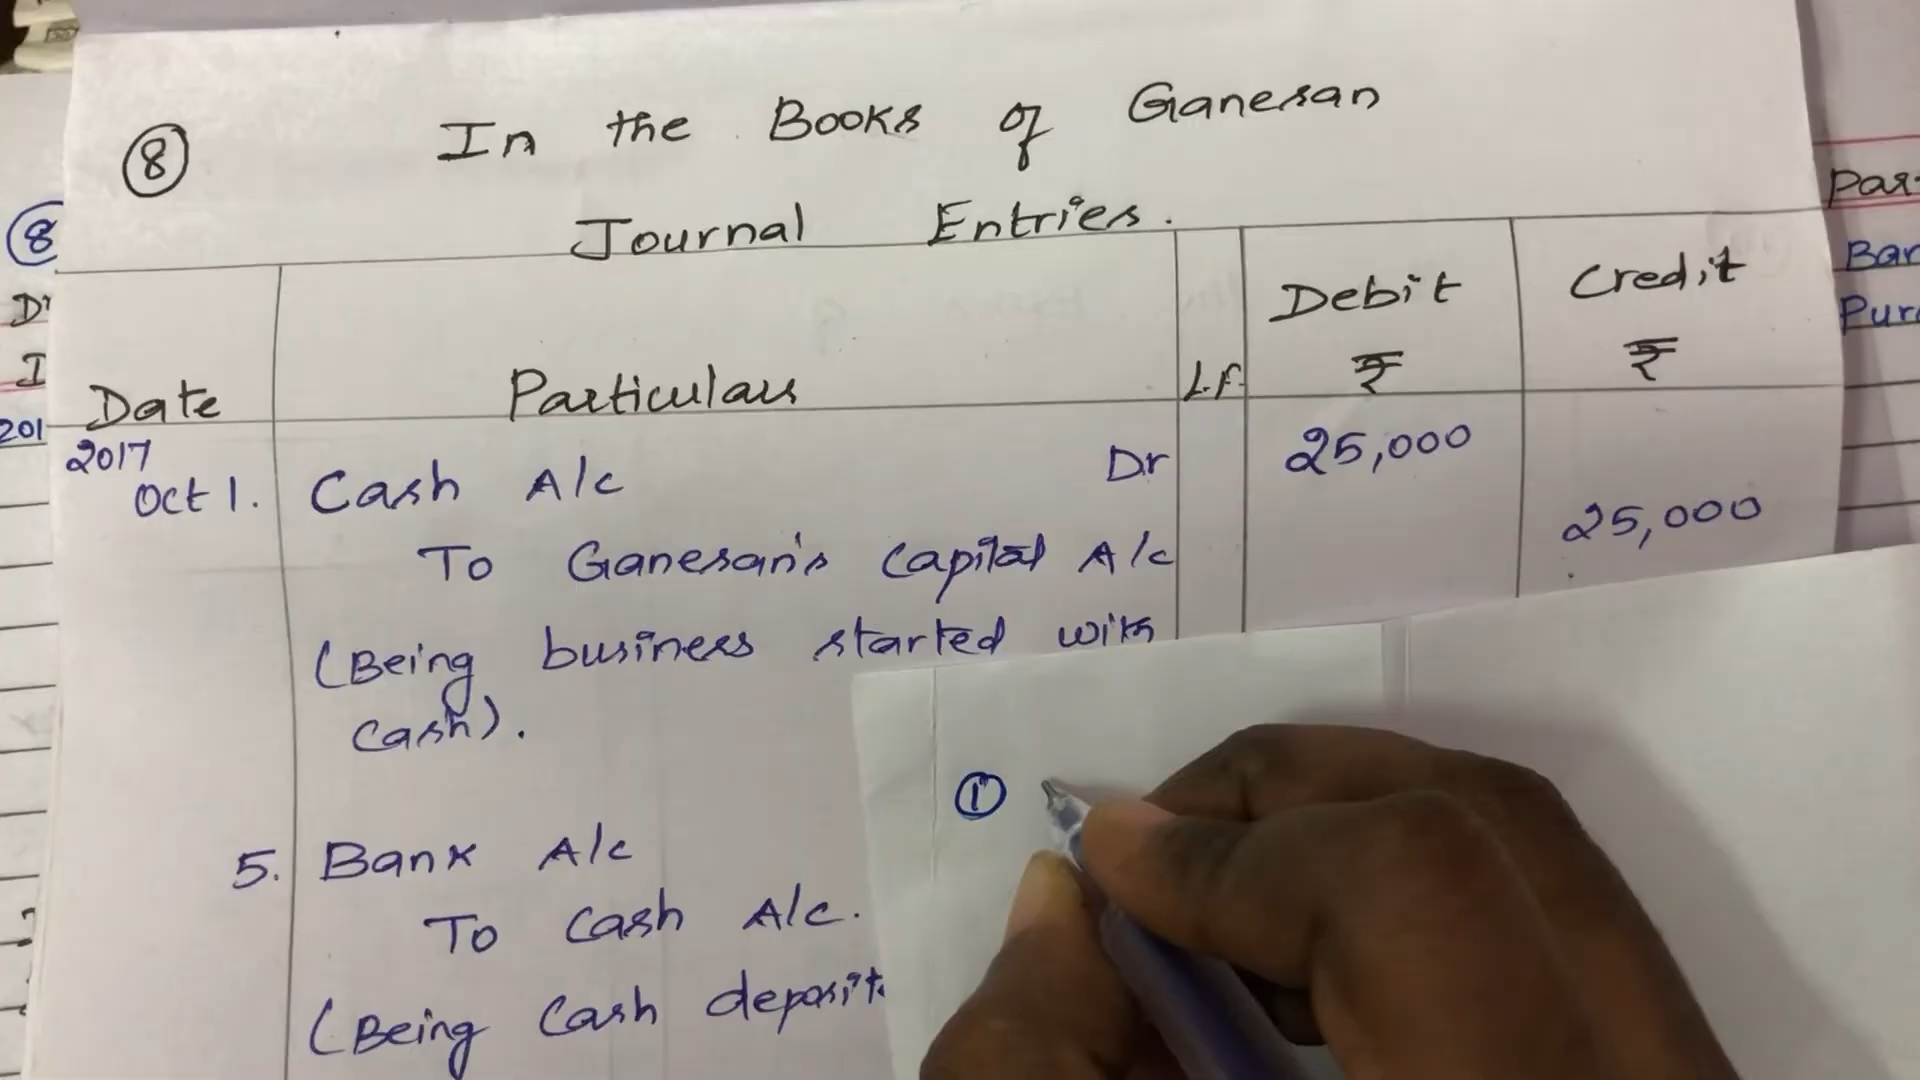 ⑧ In the Books of Ganesan
Journal Entries.
Date Particulars L.F. Debit ₹ Credit ₹
2017
Oct 1. Cash A/c Dr 25,000
To Ganesan's capital A/c 25,000
(Being business started with
cash).
5. Bank A/c
To Cash A/c.
(Being Cash deposit
①
⑧
201
Par
Ban
Pur